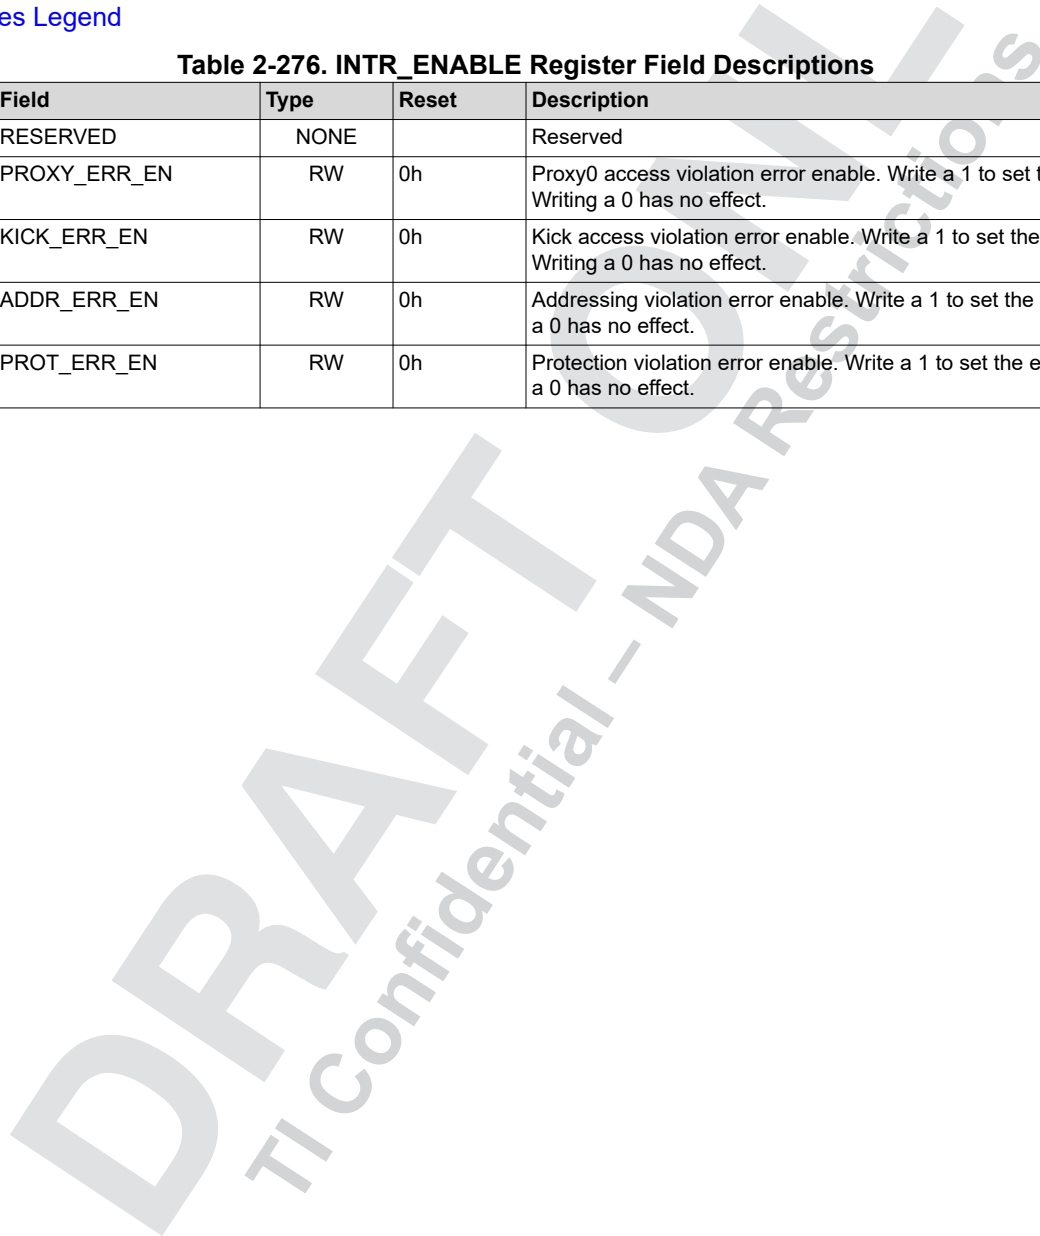 es Legend
Table 2-276. INTR_ENABLE Register Field Descriptions
Field Type Reset Description
RESERVED NONE Reserved
PROXY_ERR_EN RW 0h Proxy0 access violation error enable. Write a 1 to set
Writing a 0 has no effect.
KICK_ERR_EN RW 0h Kick access violation error enable. Write a 1 to set the
Writing a 0 has no effect.
ADDR_ERR_EN RW 0h Addressing violation error enable. Write a 1 to set the
a 0 has no effect.
PROT_ERR_EN RW 0h Protection violation error enable. Write a 1 to set the
a 0 has no effect.
DRAFT
TI Confidential – NDA Restrictions